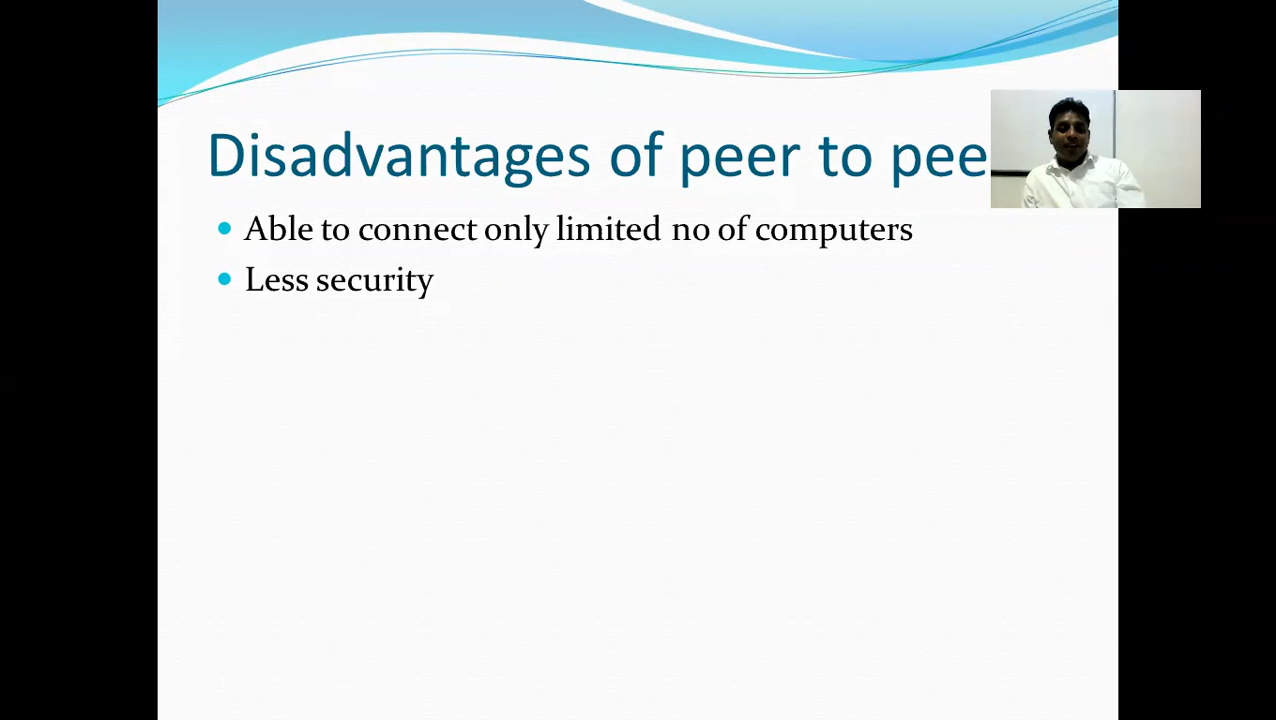 Disadvantages of peer to pee
Able to connect only limited no of computers
Less security